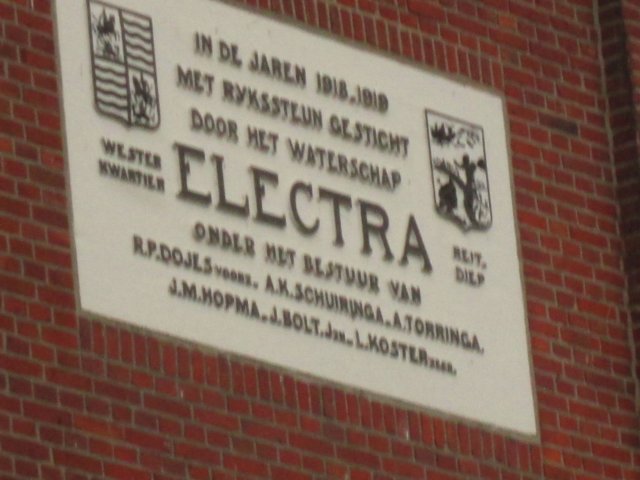 IN DE JAREN 1918-1919
MET RYKSSTEUN GESTICHT
DOOR HET WATERSCHAP
WESTER
KWARTIER
ELECTRA
REIT-
DIEP
ONDER HET BESTUUR VAN
R.P.DOJES VOORZ. A.K.SCHUIRINGA. A.TORRINGA.
J.M.HOPMA. J.BOLT.JZN. L.KOSTER SECR.